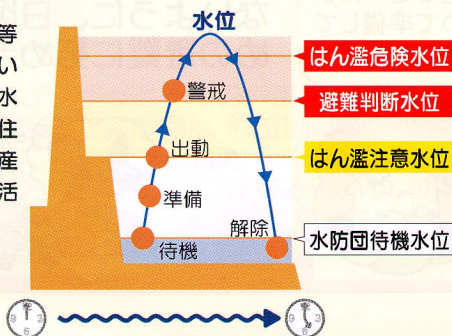 等
い
水
住
産
活
水位
はん濫危険水位
警戒
避難判断水位
出動
はん濫注意水位
準備
解除
水防団待機水位
待機